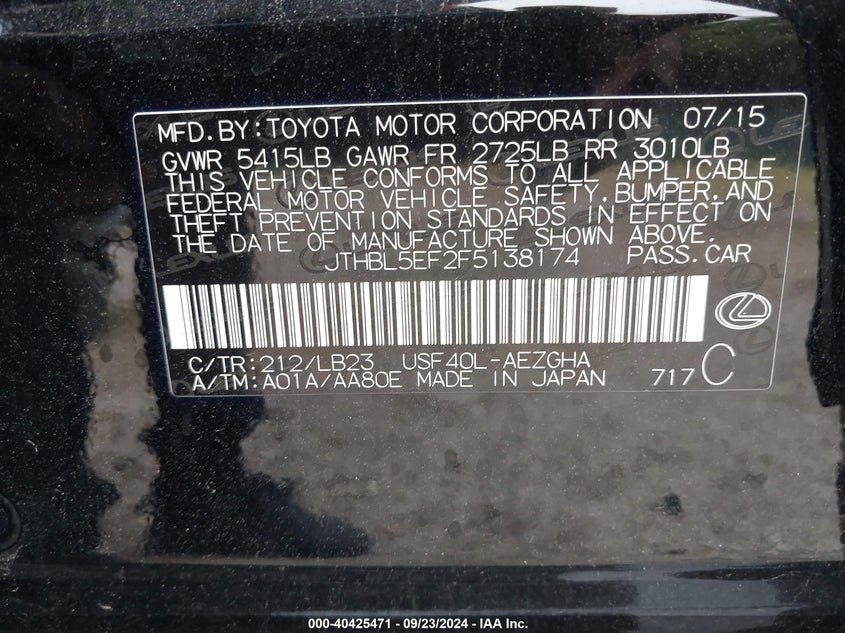 MFD.BY:TOYOTA MOTOR CORPORATION 07/15
GVWR 5415LB GAWR FR 2725LB RR 3010LB
THIS VEHICLE CONFORMS TO ALL APPLICABLE
FEDERAL MOTOR VEHICLE SAFETY,BUMPER,AND
THEFT PREVENTION STANDARDS IN EFFECT ON
THE DATE OF MANUFACTURE SHOWN ABOVE.
JTHBL5EF2F5138174 PASS.CAR
C/TR:212/LB23 USF40L-AEZGHA
A/TM:A01A/AA80E MADE IN JAPAN 717C
000-40425471 - 09/23/2024 - IAA Inc.